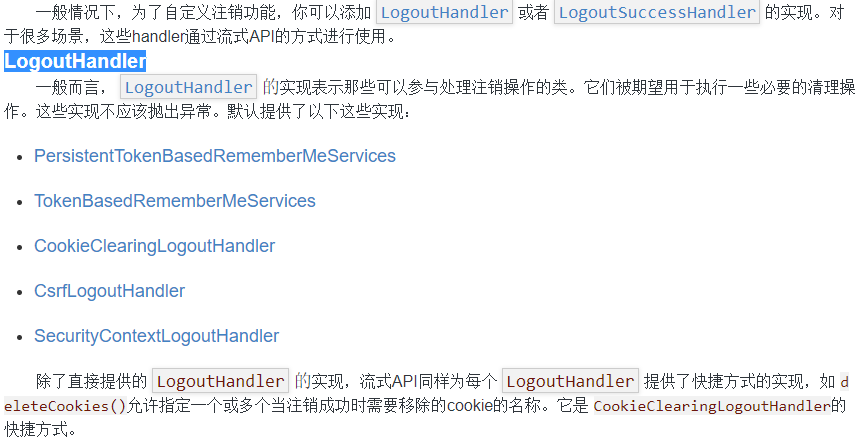 一般情况下，为了自定义注销功能，你可以添加 LogoutHandler 或者 LogoutSuccessHandler 的实现。对
于很多场景，这些handler通过流式API的方式进行使用。
LogoutHandler
一般而言， LogoutHandler 的实现表示那些可以参与处理注销操作的类。它们被期望用于执行一些必要的清理操
作。这些实现不应该抛出异常。默认提供了以下这些实现：
• PersistentTokenBasedRememberMeServices
• TokenBasedRememberMeServices
• CookieClearingLogoutHandler
• CsrfLogoutHandler
• SecurityContextLogoutHandler
除了直接提供的 LogoutHandler 的实现，流式API同样为每个 LogoutHandler 提供了快捷方式的实现，如 d
eleteCookies()允许指定一个或多个当注销成功时需要移除的cookie的名称。它是 CookieClearingLogoutHandler的
快捷方式。